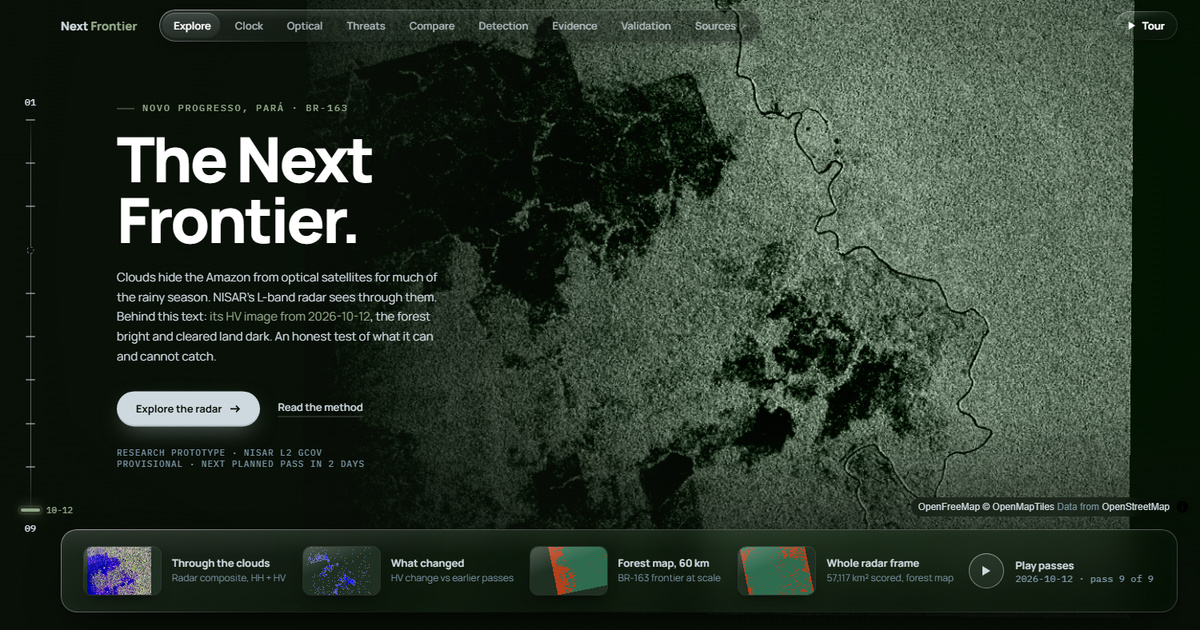 Next Frontier
Explore Clock Optical Threats Compare Detection Evidence Validation Sources
Tour
01
NOVO PROGRESSO, PARÁ · BR-163
The Next
Frontier.
Clouds hide the Amazon from optical satellites for much of
the rainy season. NISAR's L-band radar sees through them.
Behind this text: its HV image from 2026-10-12, the forest
bright and cleared land dark. An honest test of what it can
and cannot catch.
Explore the radar →
Read the method
RESEARCH PROTOTYPE · NISAR L2 GCOV
PROVISIONAL · NEXT PLANNED PASS IN 2 DAYS
10-12
09
OpenFreeMap © OpenMapTiles Data from OpenStreetMap
Through the clouds
Radar composite, HH + HV
What changed
HV change vs earlier passes
Forest map, 60 km
BR-163 frontier at scale
Whole radar frame
57,117 km² scored, forest map
Play passes
2026-10-12 · pass 9 of 9